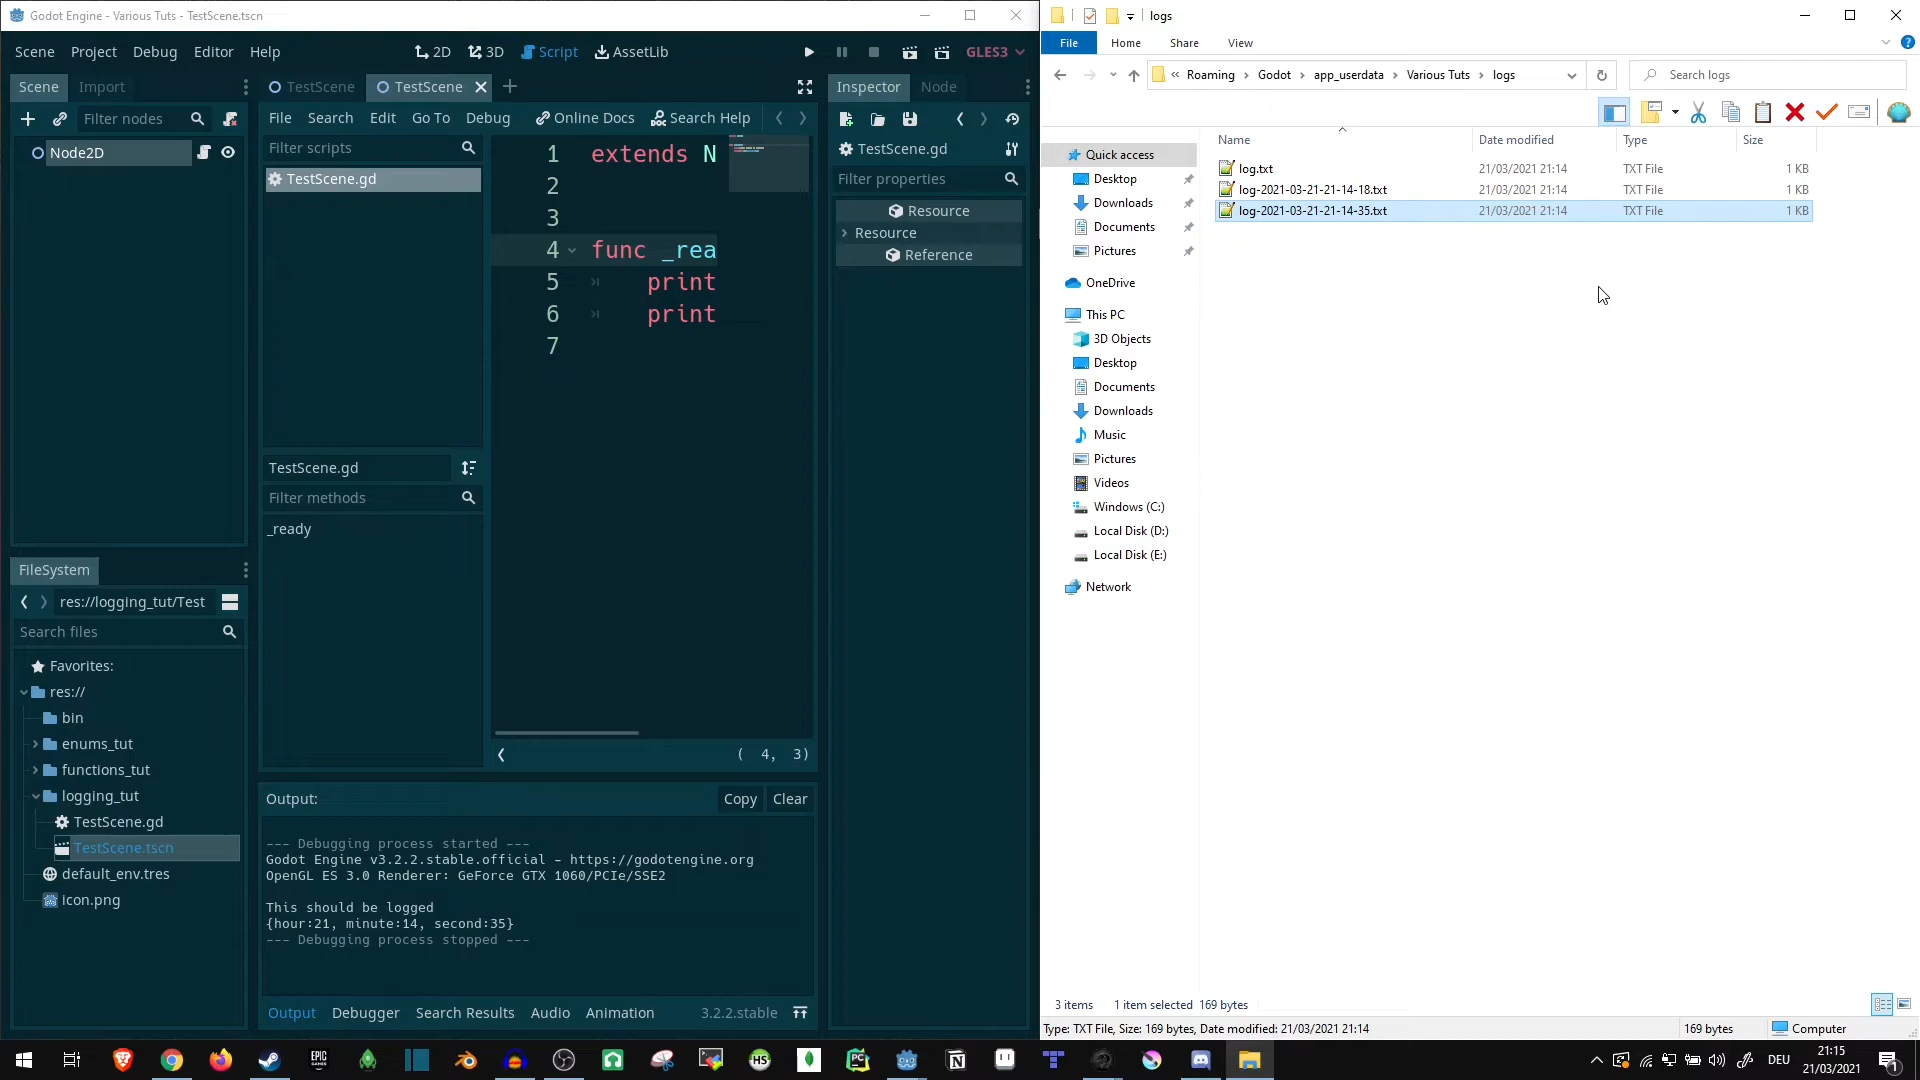 Godot Engine - Various Tuts - TestScene.tscn
Scene Project Debug Editor Help
2D 3D Script AssetLib
GLES3
Scene Import
Filter nodes
Node2D
TestScene TestScene
File Search Edit Go To Debug Online Docs Search Help
Filter scripts
TestScene.gd
TestScene.gd
Filter methods
_ready
1 extends N
2
3
4 func _rea
5 print
6 print
7
( 4, 3)
Inspector Node
TestScene.gd
Filter properties
Resource
Resource
Reference
FileSystem
res://logging_tut/Test
Search files
Favorites:
res://
bin
enums_tut
functions_tut
logging_tut
TestScene.gd
TestScene.tscn
default_env.tres
icon.png
Output: Copy Clear
--- Debugging process started ---
Godot Engine v3.2.2.stable.official - https://godotengine.org
OpenGL ES 3.0 Renderer: GeForce GTX 1060/PCIe/SSE2
This should be logged
{hour:21, minute:14, second:35}
--- Debugging process stopped ---
Output Debugger Search Results Audio Animation 3.2.2.stable
logs
File Home Share View
« Roaming > Godot > app_userdata > Various Tuts > logs
Search logs
Name Date modified Type Size
log.txt 21/03/2021 21:14 TXT File 1 KB
log-2021-03-21-21-14-18.txt 21/03/2021 21:14 TXT File 1 KB
log-2021-03-21-21-14-35.txt 21/03/2021 21:14 TXT File 1 KB
Quick access
Desktop
Downloads
Documents
Pictures
OneDrive
This PC
3D Objects
Desktop
Documents
Downloads
Music
Pictures
Videos
Windows (C:)
Local Disk (D:)
Local Disk (E:)
Network
3 items 1 item selected 169 bytes
Type: TXT File, Size: 169 bytes, Date modified: 21/03/2021 21:14 169 bytes Computer
EPIC
HS
PC
DEU
21:15
21/03/2021
1